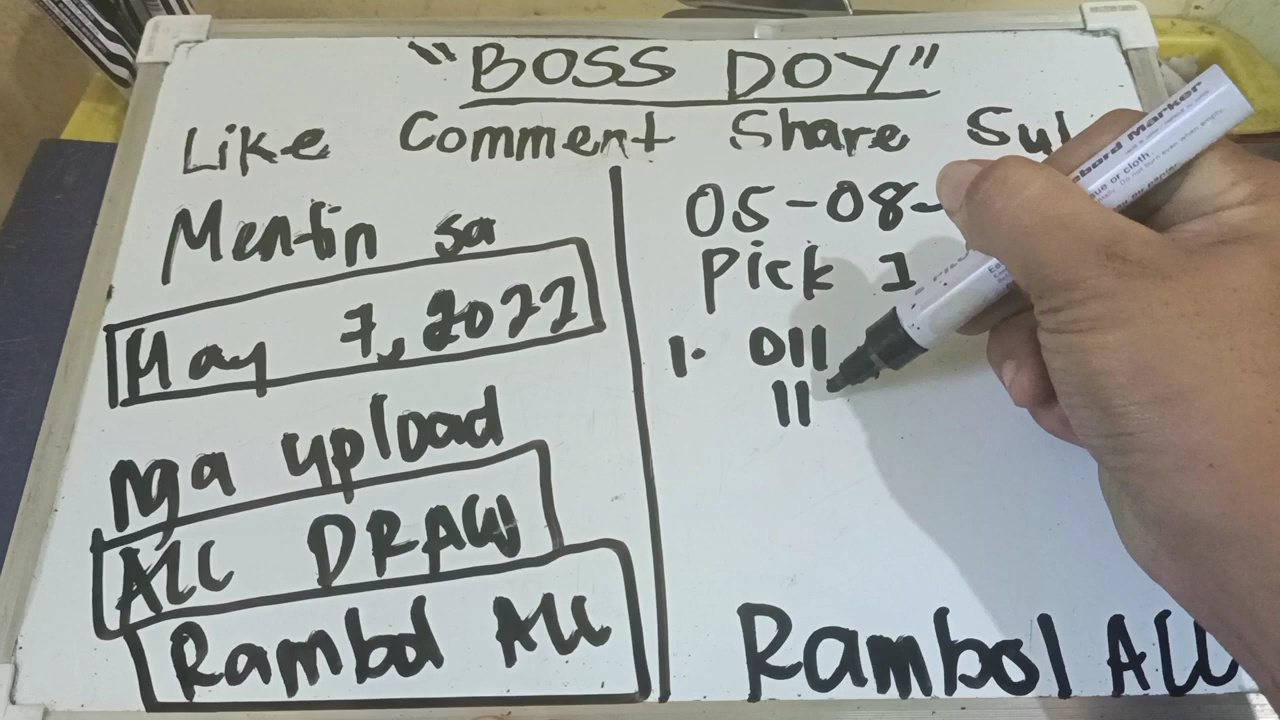 "BOSS DOY"
Like Comment Share
Mentin sa
May 7, 2022
nga upload
ALL DRAW
Rambol ALL
05-08-
Pick 1
1. 011
11
Rambol ALL